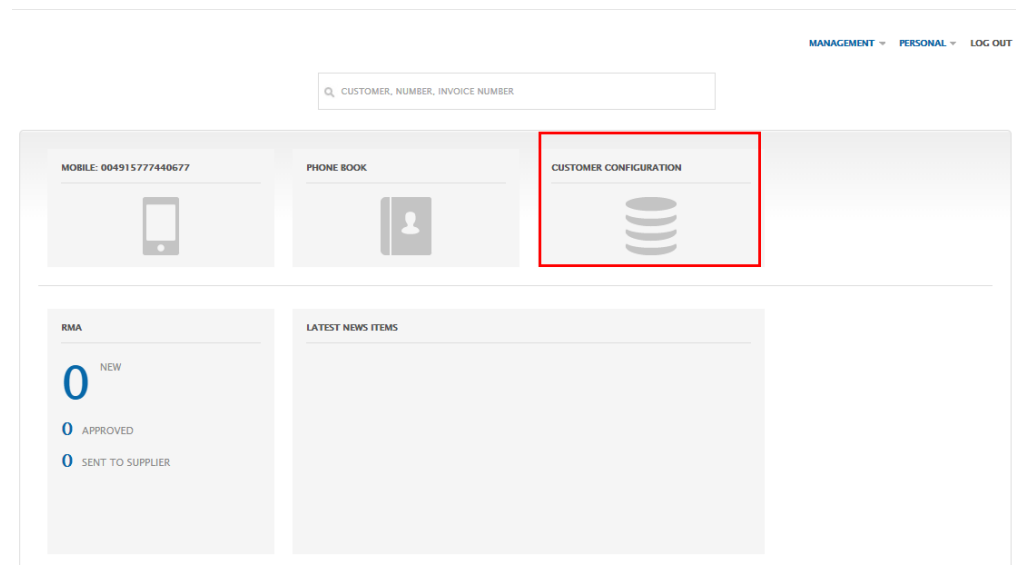 MANAGEMENT PERSONAL LOG OUT
CUSTOMER, NUMBER, INVOICE NUMBER
MOBILE: 004915777440677
PHONE BOOK
CUSTOMER CONFIGURATION
RMA
0 NEW
0 APPROVED
0 SENT TO SUPPLIER
LATEST NEWS ITEMS